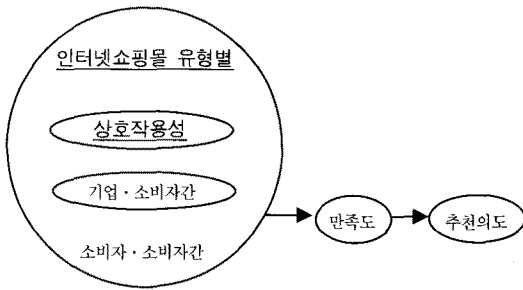 인터넷쇼핑몰 유형별
상호작용성
기업·소비자간
소비자·소비자간
만족도
추천의도